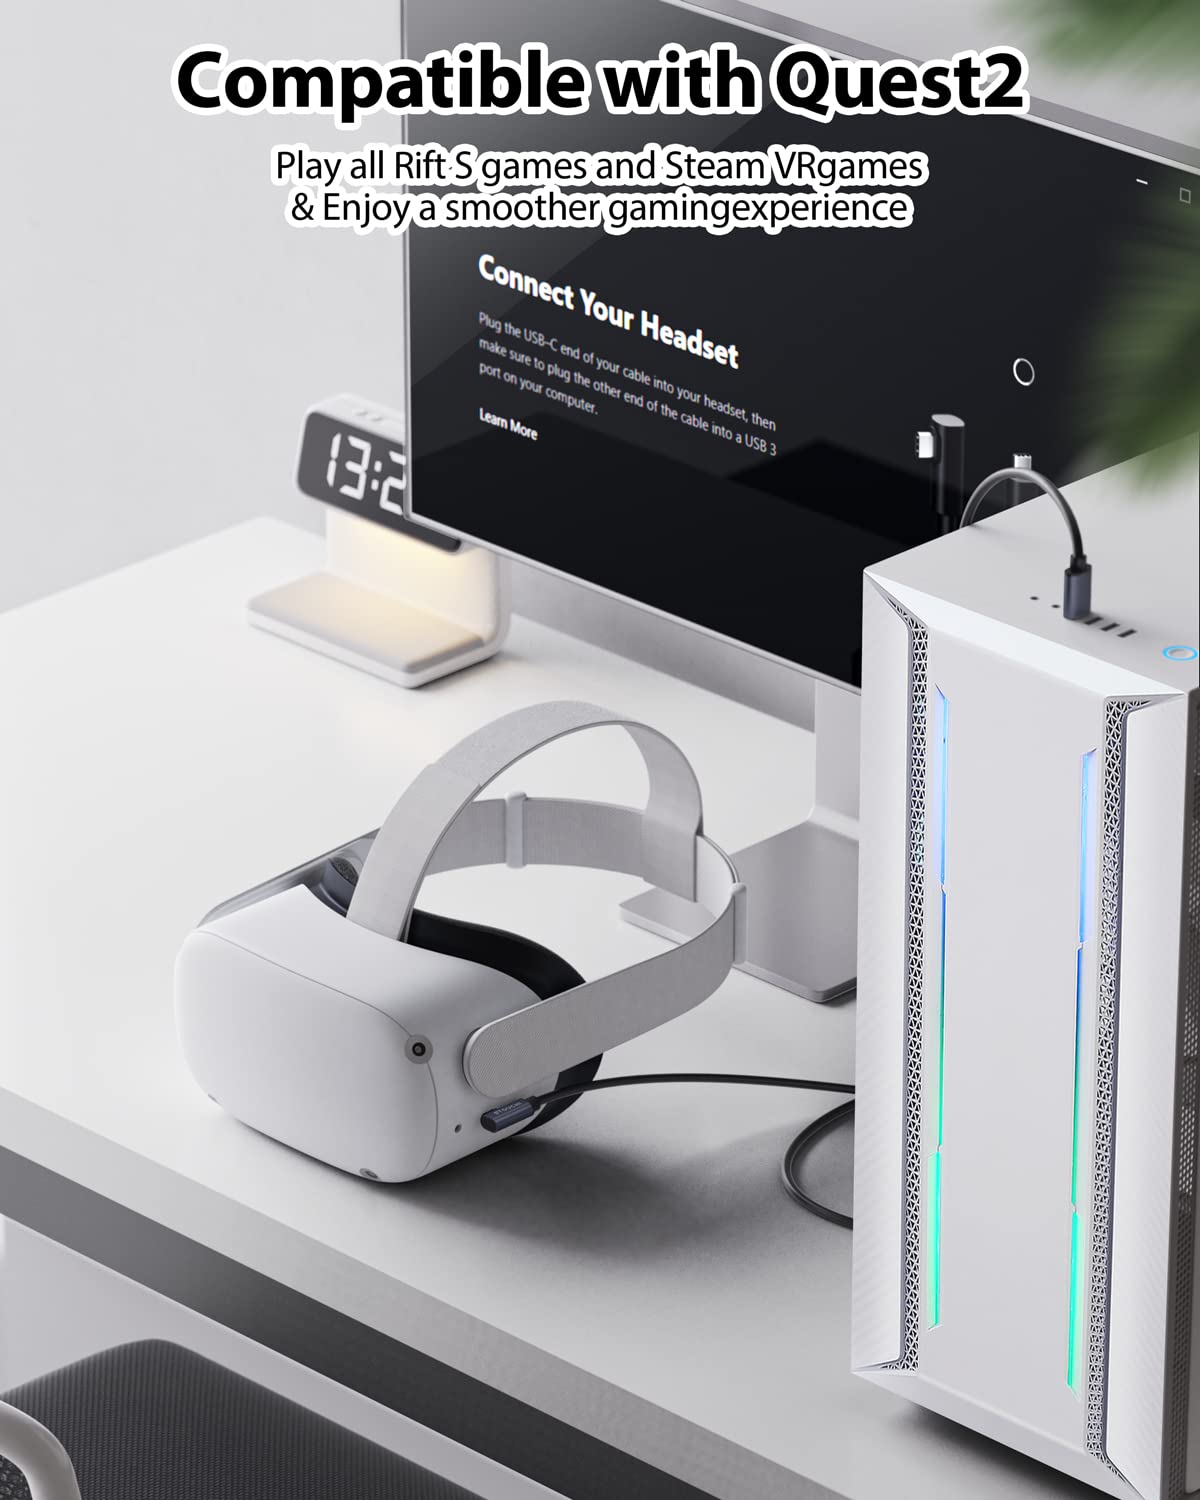 Compatible with Quest2
Play all Rift S games and Steam VRgames
& Enjoy a smoother gamingexperience
Connect Your Headset
Plug the USB-C end of your cable into your headset, then
make sure to plug the other end of the cable into a USB 3
port on your computer.
Learn More
13:2